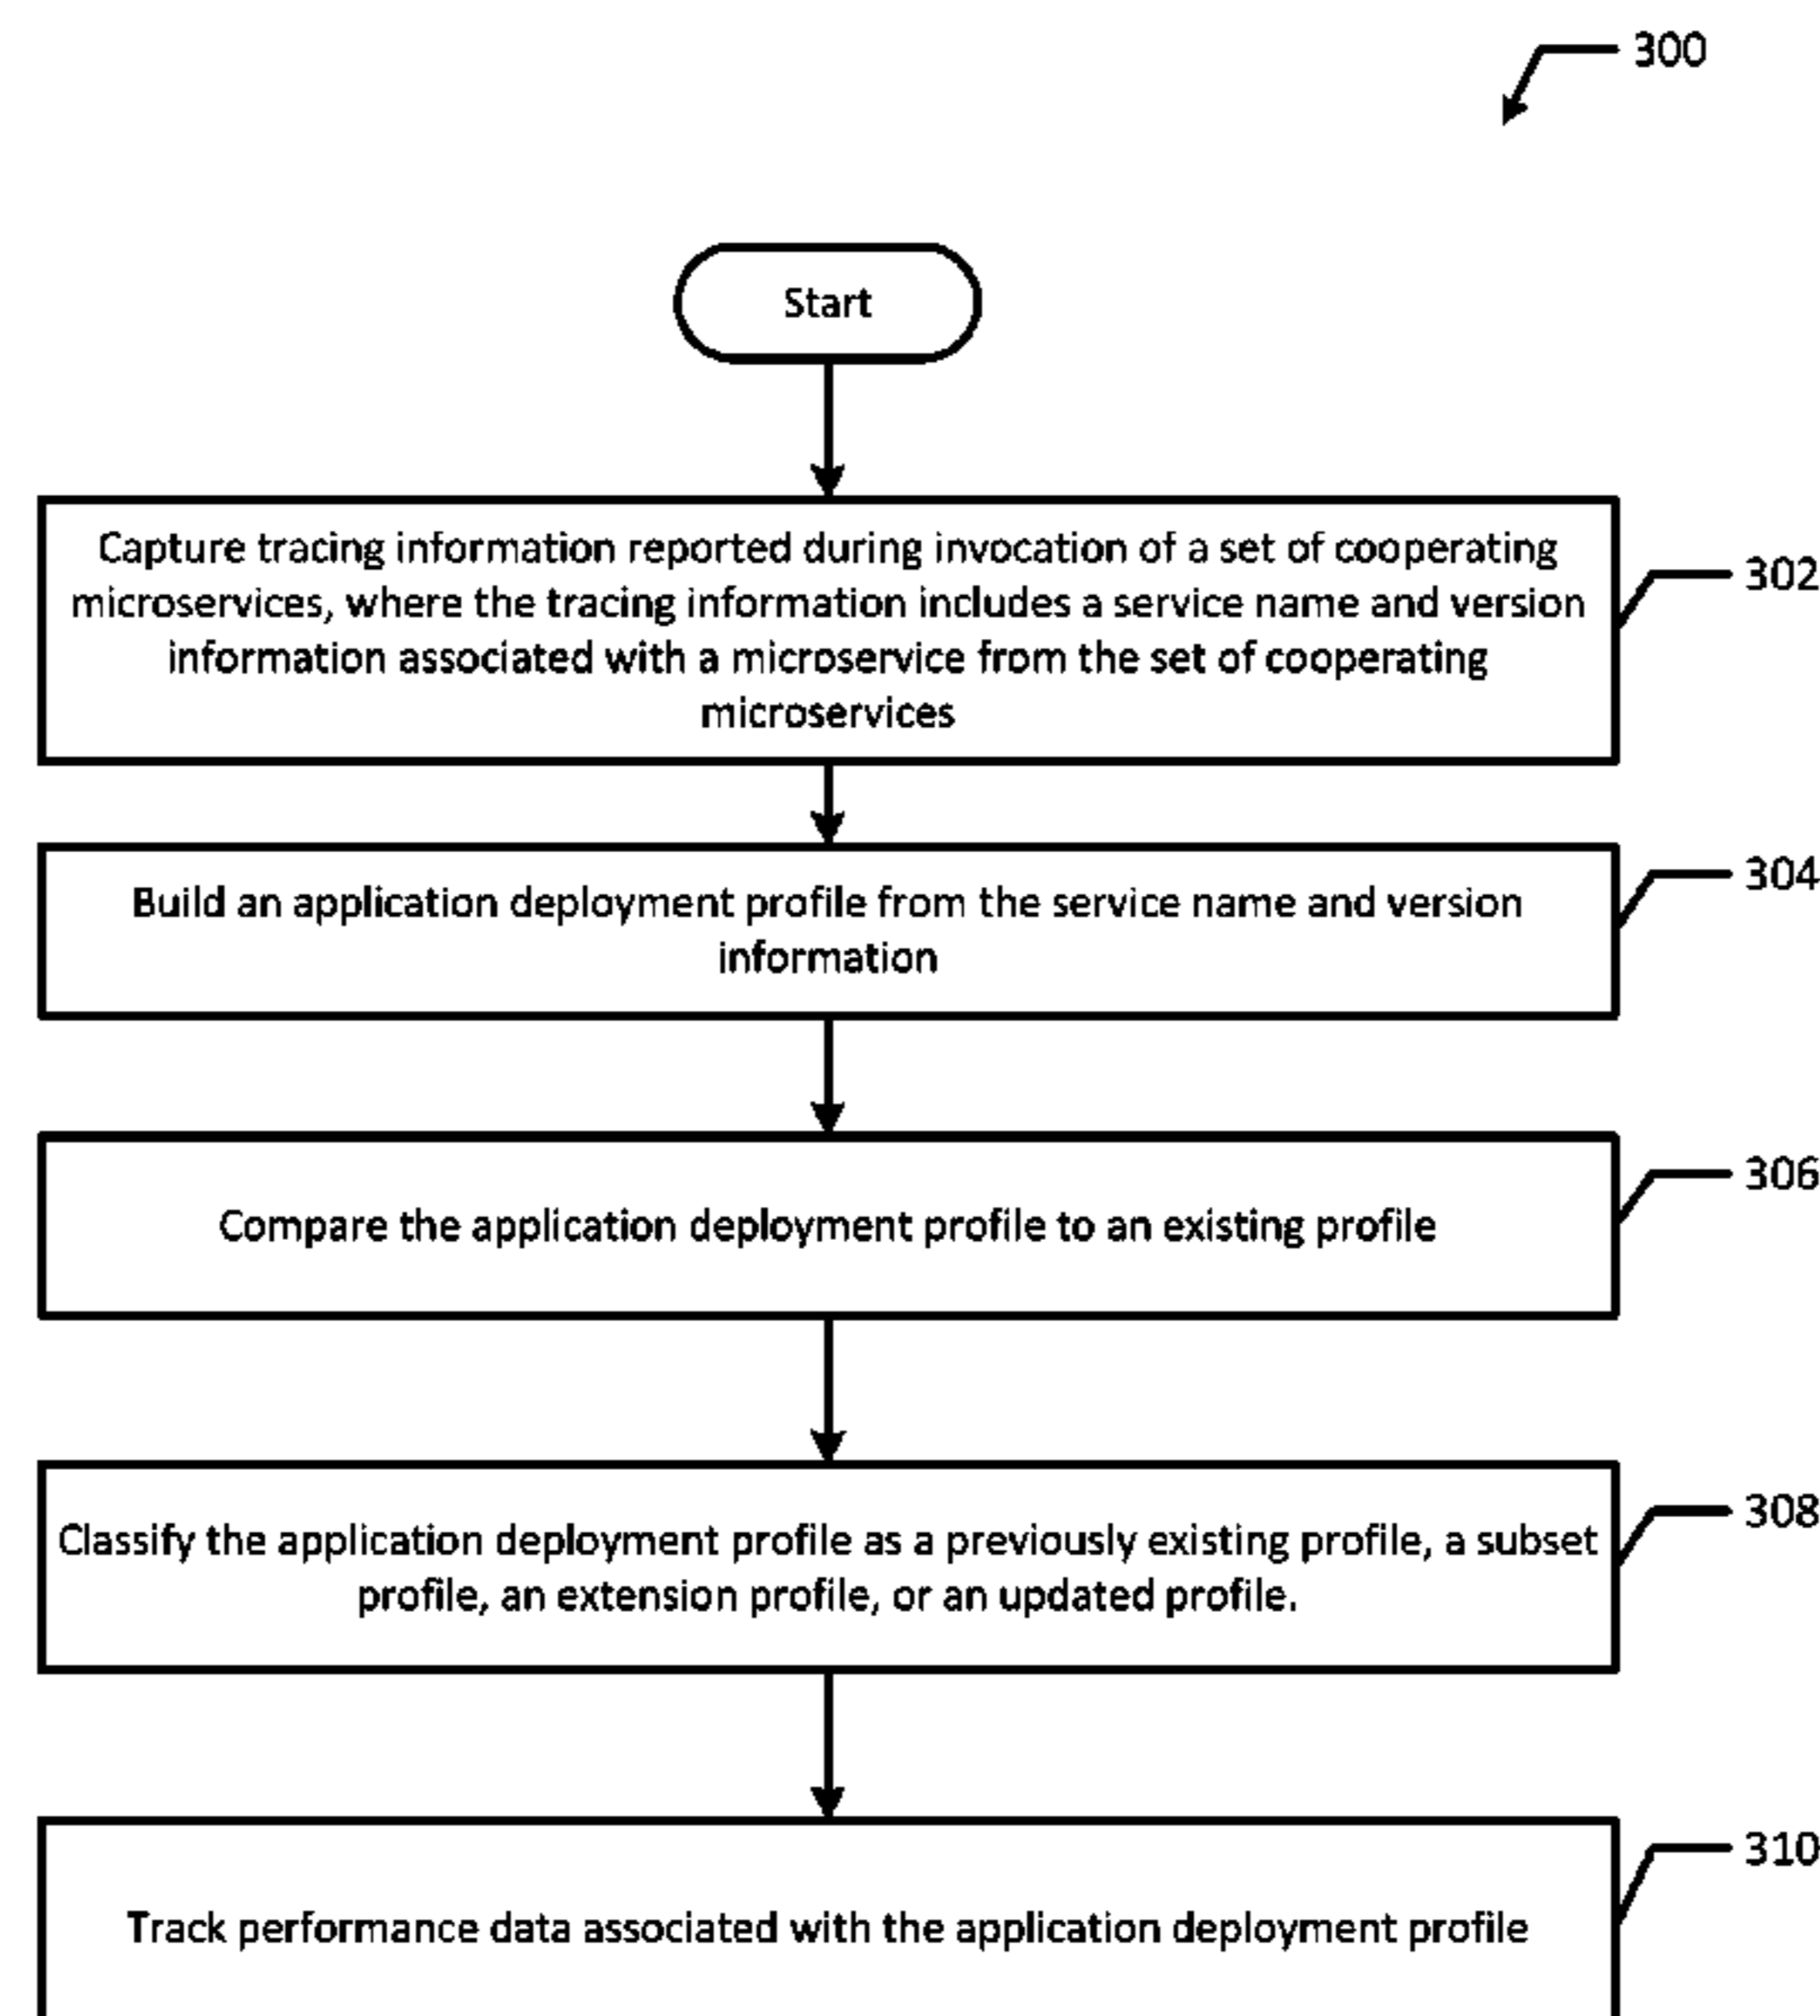 300
Start
Capture tracing information reported during invocation of a set of cooperating
microservices, where the tracing information includes a service name and version
information associated with a microservice from the set of cooperating
microservices
302
Build an application deployment profile from the service name and version
information
304
Compare the application deployment profile to an existing profile
306
Classify the application deployment profile as a previously existing profile, a subset
profile, an extension profile, or an updated profile.
308
Track performance data associated with the application deployment profile
310